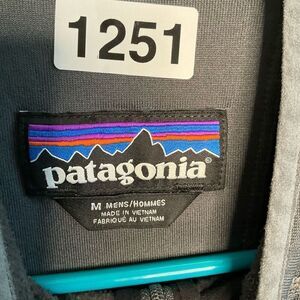 1251
patagonia®
M MENS/HOMMES
MADE IN VIETNAM
FABRIQUÉ AU VIETNAM